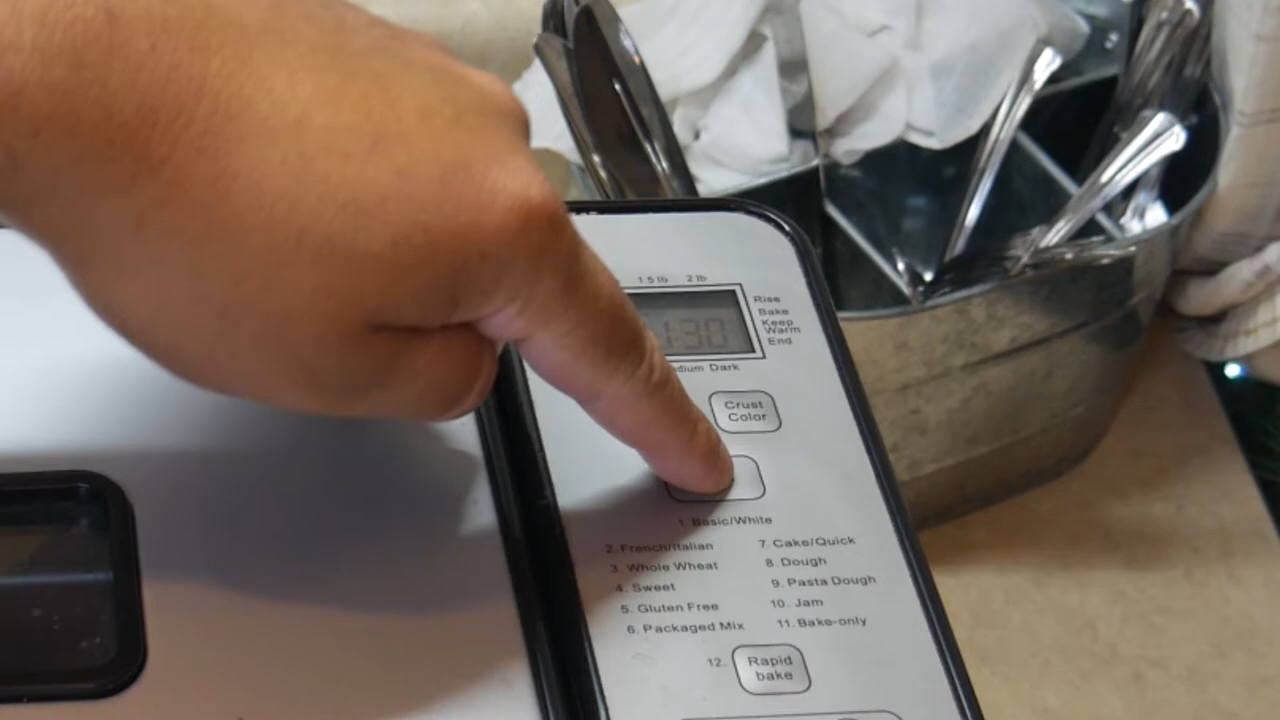 1.5 lb 2 lb
Rise
Bake
Keep
Warm
End
:30
Dark
Crust
Color
1. Basic/White
2. French/Italian
3. Whole Wheat
4. Sweet
5. Gluten Free
6. Packaged Mix
7. Cake/Quick
8. Dough
9. Pasta Dough
10. Jam
11. Bake-only
12. Rapid
bake